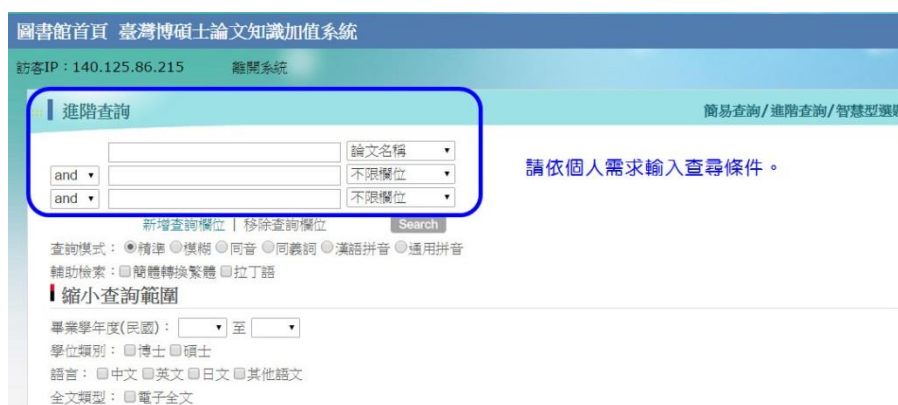 圖書館首頁 臺灣博碩士論文知識加值系統
訪客IP：140.125.86.215 離開系統
進階查詢 簡易查詢/進階查詢/智慧型選題
論文名稱
and 不限欄位
and 不限欄位
請依個人需求輸入查尋條件。
新增查詢欄位 | 移除查詢欄位 Search
查詢模式： 精準 模糊 同音 同義詞 漢語拼音 通用拼音
輔助檢索： 簡體轉換繁體 拉丁語
縮小查詢範圍
畢業學年度(民國)： 至
學位類別： 博士 碩士
語言： 中文 英文 日文 其他語文
全文類型： 電子全文